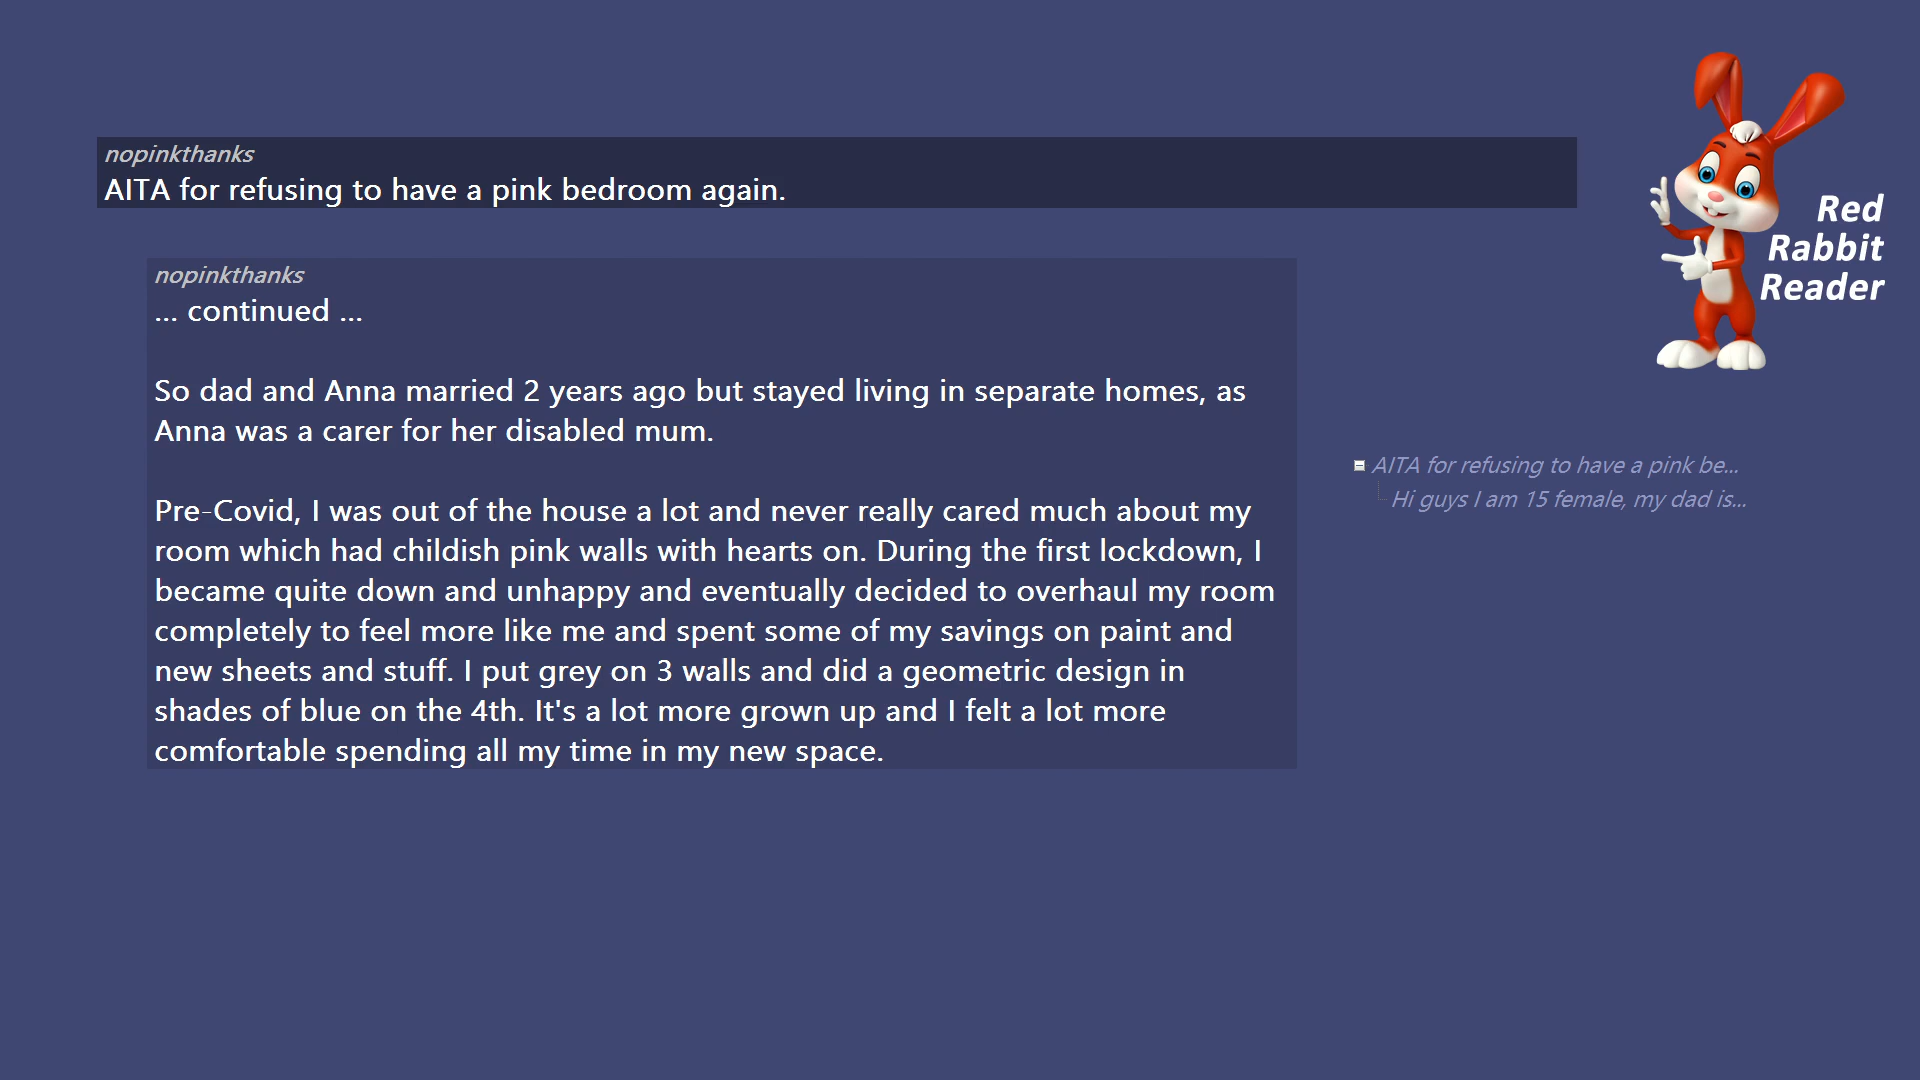 nopinkthanks
AITA for refusing to have a pink bedroom again.
nopinkthanks
... continued ...
So dad and Anna married 2 years ago but stayed living in separate homes, as
Anna was a carer for her disabled mum.
Pre-Covid, I was out of the house a lot and never really cared much about my
room which had childish pink walls with hearts on. During the first lockdown, I
became quite down and unhappy and eventually decided to overhaul my room
completely to feel more like me and spent some of my savings on paint and
new sheets and stuff. I put grey on 3 walls and did a geometric design in
shades of blue on the 4th. It's a lot more grown up and I felt a lot more
comfortable spending all my time in my new space.
Red
Rabbit
Reader
AITA for refusing to have a pink be...
Hi guys I am 15 female, my dad is...